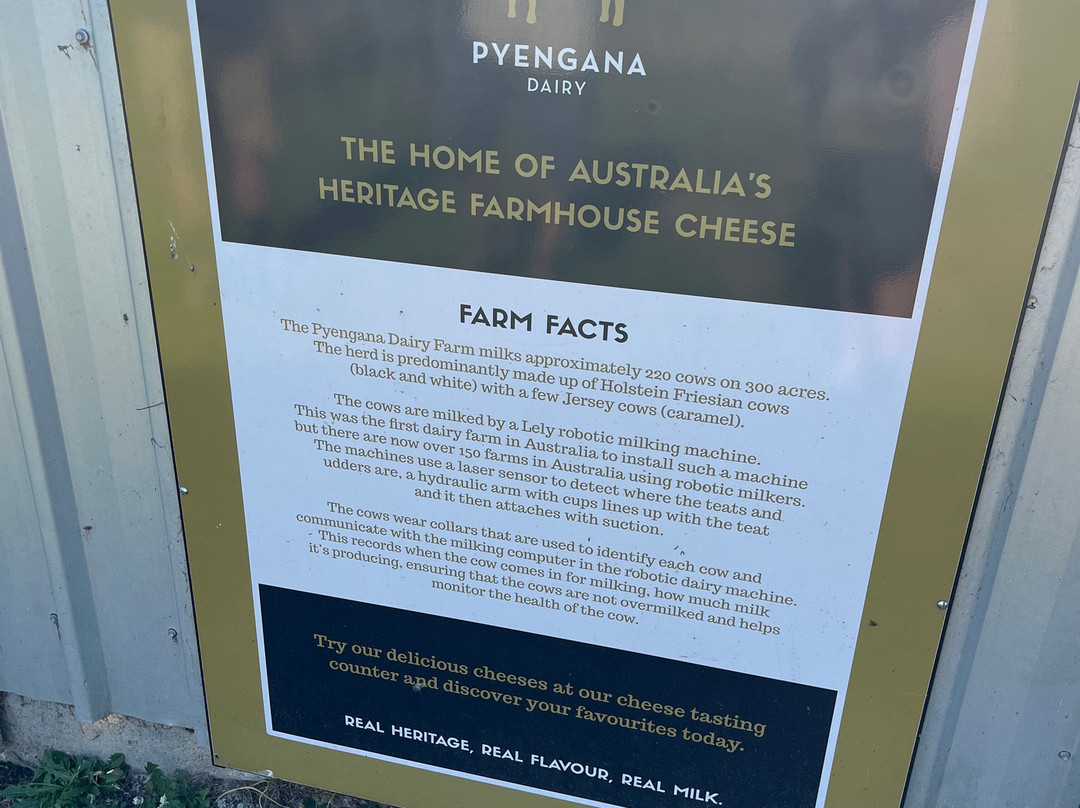 PYENGANA
DAIRY
THE HOME OF AUSTRALIA'S
HERITAGE FARMHOUSE CHEESE
FARM FACTS
The Pyengana Dairy Farm milks approximately 220 cows on 300 acres.
The herd is predominantly made up of Holstein Friesian cows
(black and white) with a few Jersey cows (caramel).
The cows are milked by a Lely robotic milking machine.
This was the first dairy farm in Australia to install such a machine
but there are now over 150 farms in Australia using robotic milkers.
The machines use a laser sensor to detect where the teats and
udders are, a hydraulic arm with cups lines up with the teat
and it then attaches with suction.
The cows wear collars that are used to identify each cow and
communicate with the milking computer in the robotic dairy machine.
This records when the cow comes in for milking, how much milk
it's producing, ensuring that the cows are not overmilked and helps
monitor the health of the cow.
Try our delicious cheeses at our cheese tasting
counter and discover your favourites today.
REAL HERITAGE, REAL FLAVOUR, REAL MILK.